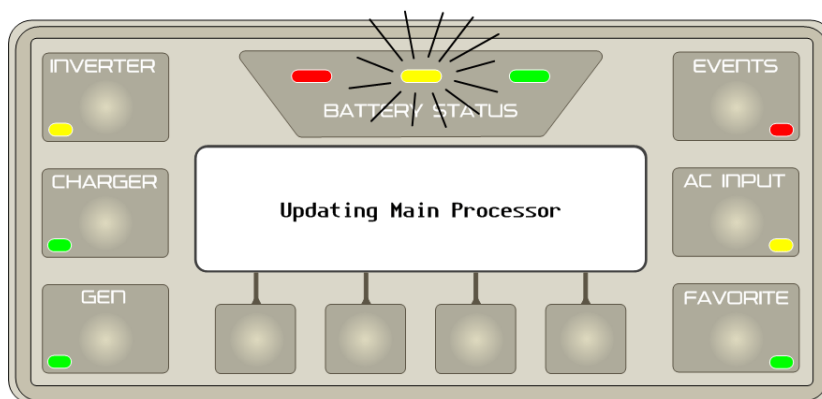 INVERTER
EVENTS
BATTERY STATUS
CHARGER
AC INPUT
Updating Main Processor
GEN
FAVORITE